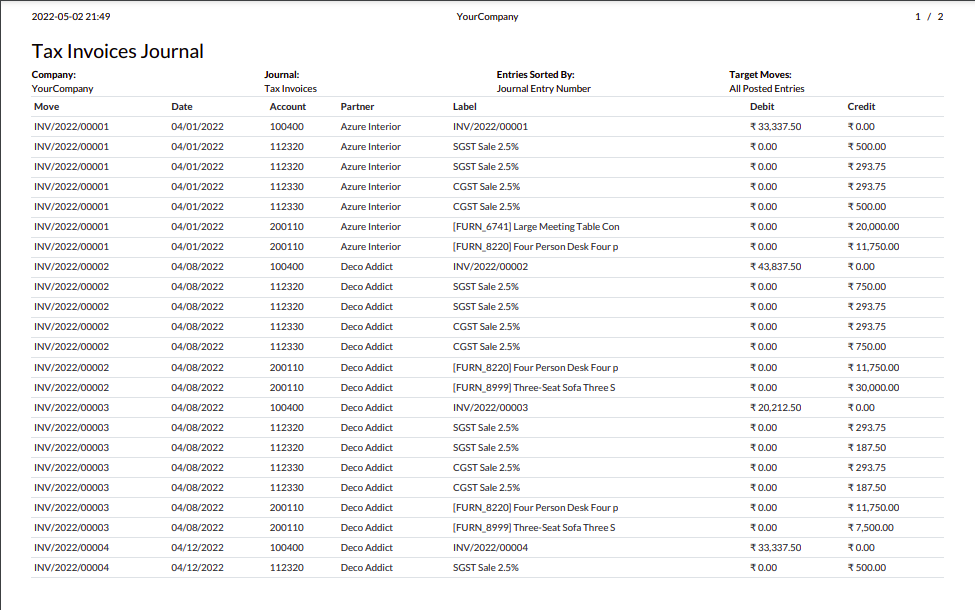 2022-05-02 21:49 YourCompany 1 / 2
Tax Invoices Journal
Company: Journal: Entries Sorted By: Target Moves:
YourCompany Tax Invoices Journal Entry Number All Posted Entries
Move Date Account Partner Label Debit Credit
INV/2022/00001 04/01/2022 100400 Azure Interior INV/2022/00001 ₹ 33,337.50 ₹ 0.00
INV/2022/00001 04/01/2022 112320 Azure Interior SGST Sale 2.5% ₹ 0.00 ₹ 500.00
INV/2022/00001 04/01/2022 112320 Azure Interior SGST Sale 2.5% ₹ 0.00 ₹ 293.75
INV/2022/00001 04/01/2022 112330 Azure Interior CGST Sale 2.5% ₹ 0.00 ₹ 293.75
INV/2022/00001 04/01/2022 112330 Azure Interior CGST Sale 2.5% ₹ 0.00 ₹ 500.00
INV/2022/00001 04/01/2022 200110 Azure Interior [FURN_6741] Large Meeting Table Con ₹ 0.00 ₹ 20,000.00
INV/2022/00001 04/01/2022 200110 Azure Interior [FURN_8220] Four Person Desk Four p ₹ 0.00 ₹ 11,750.00
INV/2022/00002 04/08/2022 100400 Deco Addict INV/2022/00002 ₹ 43,837.50 ₹ 0.00
INV/2022/00002 04/08/2022 112320 Deco Addict SGST Sale 2.5% ₹ 0.00 ₹ 750.00
INV/2022/00002 04/08/2022 112320 Deco Addict SGST Sale 2.5% ₹ 0.00 ₹ 293.75
INV/2022/00002 04/08/2022 112330 Deco Addict CGST Sale 2.5% ₹ 0.00 ₹ 293.75
INV/2022/00002 04/08/2022 112330 Deco Addict CGST Sale 2.5% ₹ 0.00 ₹ 750.00
INV/2022/00002 04/08/2022 200110 Deco Addict [FURN_8220] Four Person Desk Four p ₹ 0.00 ₹ 11,750.00
INV/2022/00002 04/08/2022 200110 Deco Addict [FURN_8999] Three-Seat Sofa Three S ₹ 0.00 ₹ 30,000.00
INV/2022/00003 04/08/2022 100400 Deco Addict INV/2022/00003 ₹ 20,212.50 ₹ 0.00
INV/2022/00003 04/08/2022 112320 Deco Addict SGST Sale 2.5% ₹ 0.00 ₹ 293.75
INV/2022/00003 04/08/2022 112320 Deco Addict SGST Sale 2.5% ₹ 0.00 ₹ 187.50
INV/2022/00003 04/08/2022 112330 Deco Addict CGST Sale 2.5% ₹ 0.00 ₹ 293.75
INV/2022/00003 04/08/2022 112330 Deco Addict CGST Sale 2.5% ₹ 0.00 ₹ 187.50
INV/2022/00003 04/08/2022 200110 Deco Addict [FURN_8220] Four Person Desk Four p ₹ 0.00 ₹ 11,750.00
INV/2022/00003 04/08/2022 200110 Deco Addict [FURN_8999] Three-Seat Sofa Three S ₹ 0.00 ₹ 7,500.00
INV/2022/00004 04/12/2022 100400 Deco Addict INV/2022/00004 ₹ 33,337.50 ₹ 0.00
INV/2022/00004 04/12/2022 112320 Deco Addict SGST Sale 2.5% ₹ 0.00 ₹ 500.00